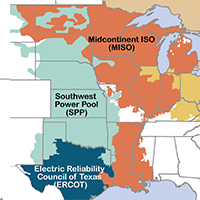 Midcontinent ISO
(MISO)
Southwest
Power Pool
(SPP)
Electric Reliability
Council of Texas
(ERCOT)